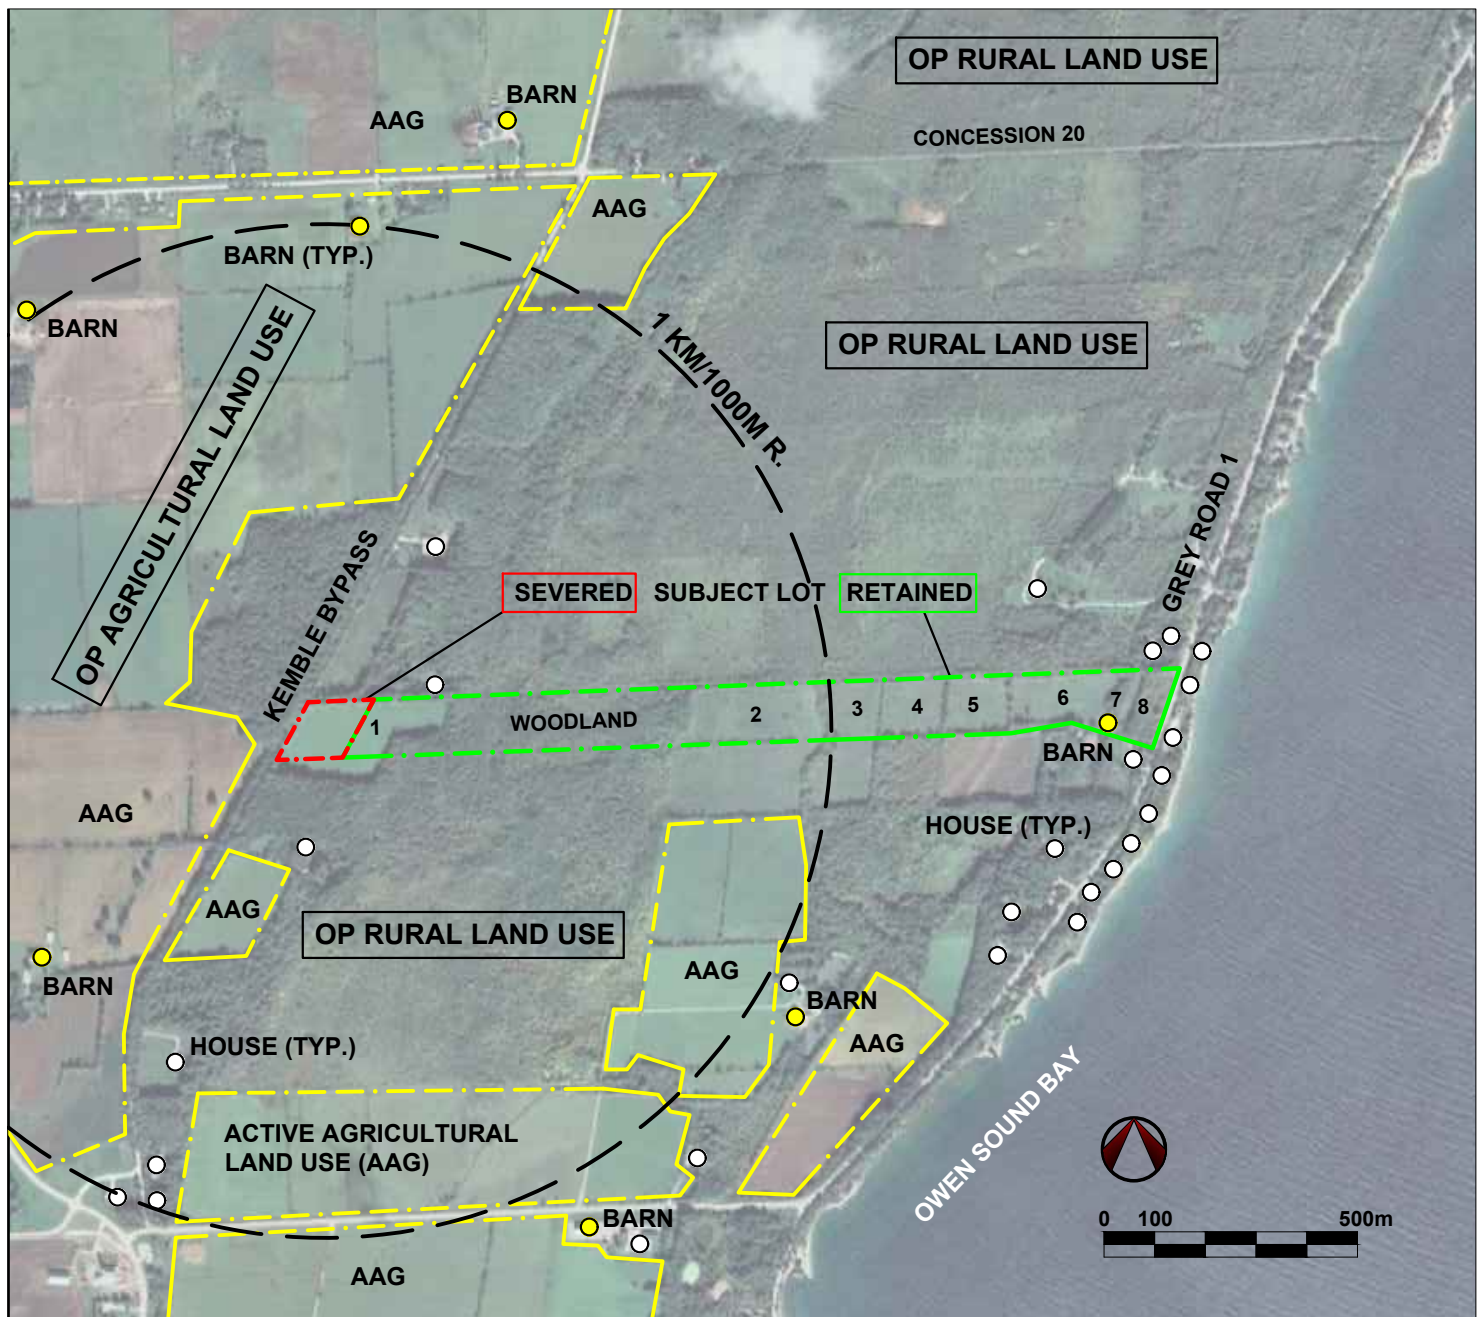 OP RURAL LAND USE
BARN
AAG
CONCESSION 20
AAG
BARN (TYP.)
BARN
OP AGRICULTURAL LAND USE
1 KM/1000M R.
OP RURAL LAND USE
GREY ROAD 1
KEMBLE BYPASS
SEVERED SUBJECT LOT RETAINED
1 WOODLAND 2 3 4 5 6 7 8
BARN
AAG
HOUSE (TYP.)
AAG
OP RURAL LAND USE
AAG
BARN
BARN
AAG
HOUSE (TYP.)
OWEN SOUND BAY
ACTIVE AGRICULTURAL
LAND USE (AAG)
BARN
0 100 500m
AAG